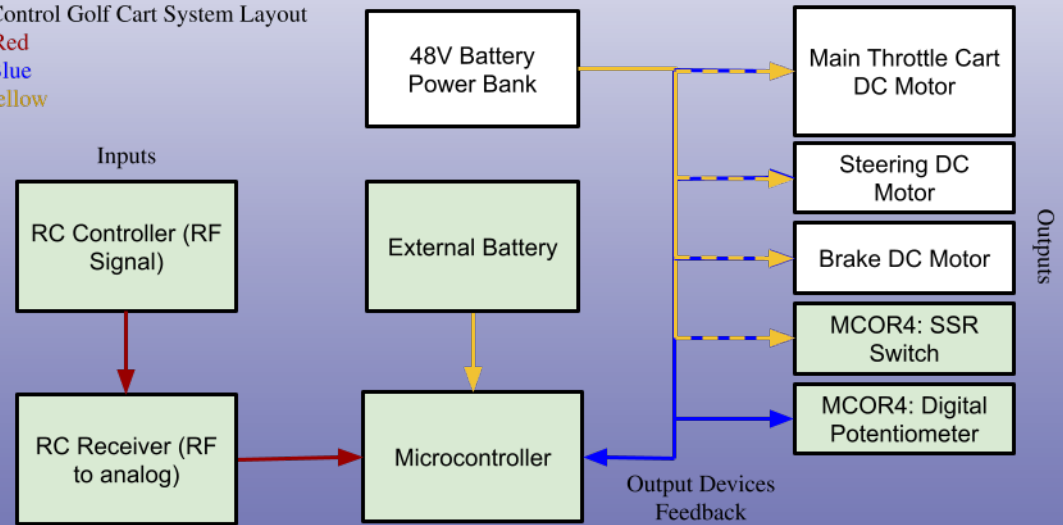 Control Golf Cart System Layout
Red
Blue
Yellow
Inputs
48V Battery
Power Bank
Main Throttle Cart
DC Motor
Steering DC
Motor
Brake DC Motor
MCOR4: SSR
Switch
MCOR4: Digital
Potentiometer
Outputs
RC Controller (RF
Signal)
External Battery
RC Receiver (RF
to analog)
Microcontroller
Output Devices
Feedback